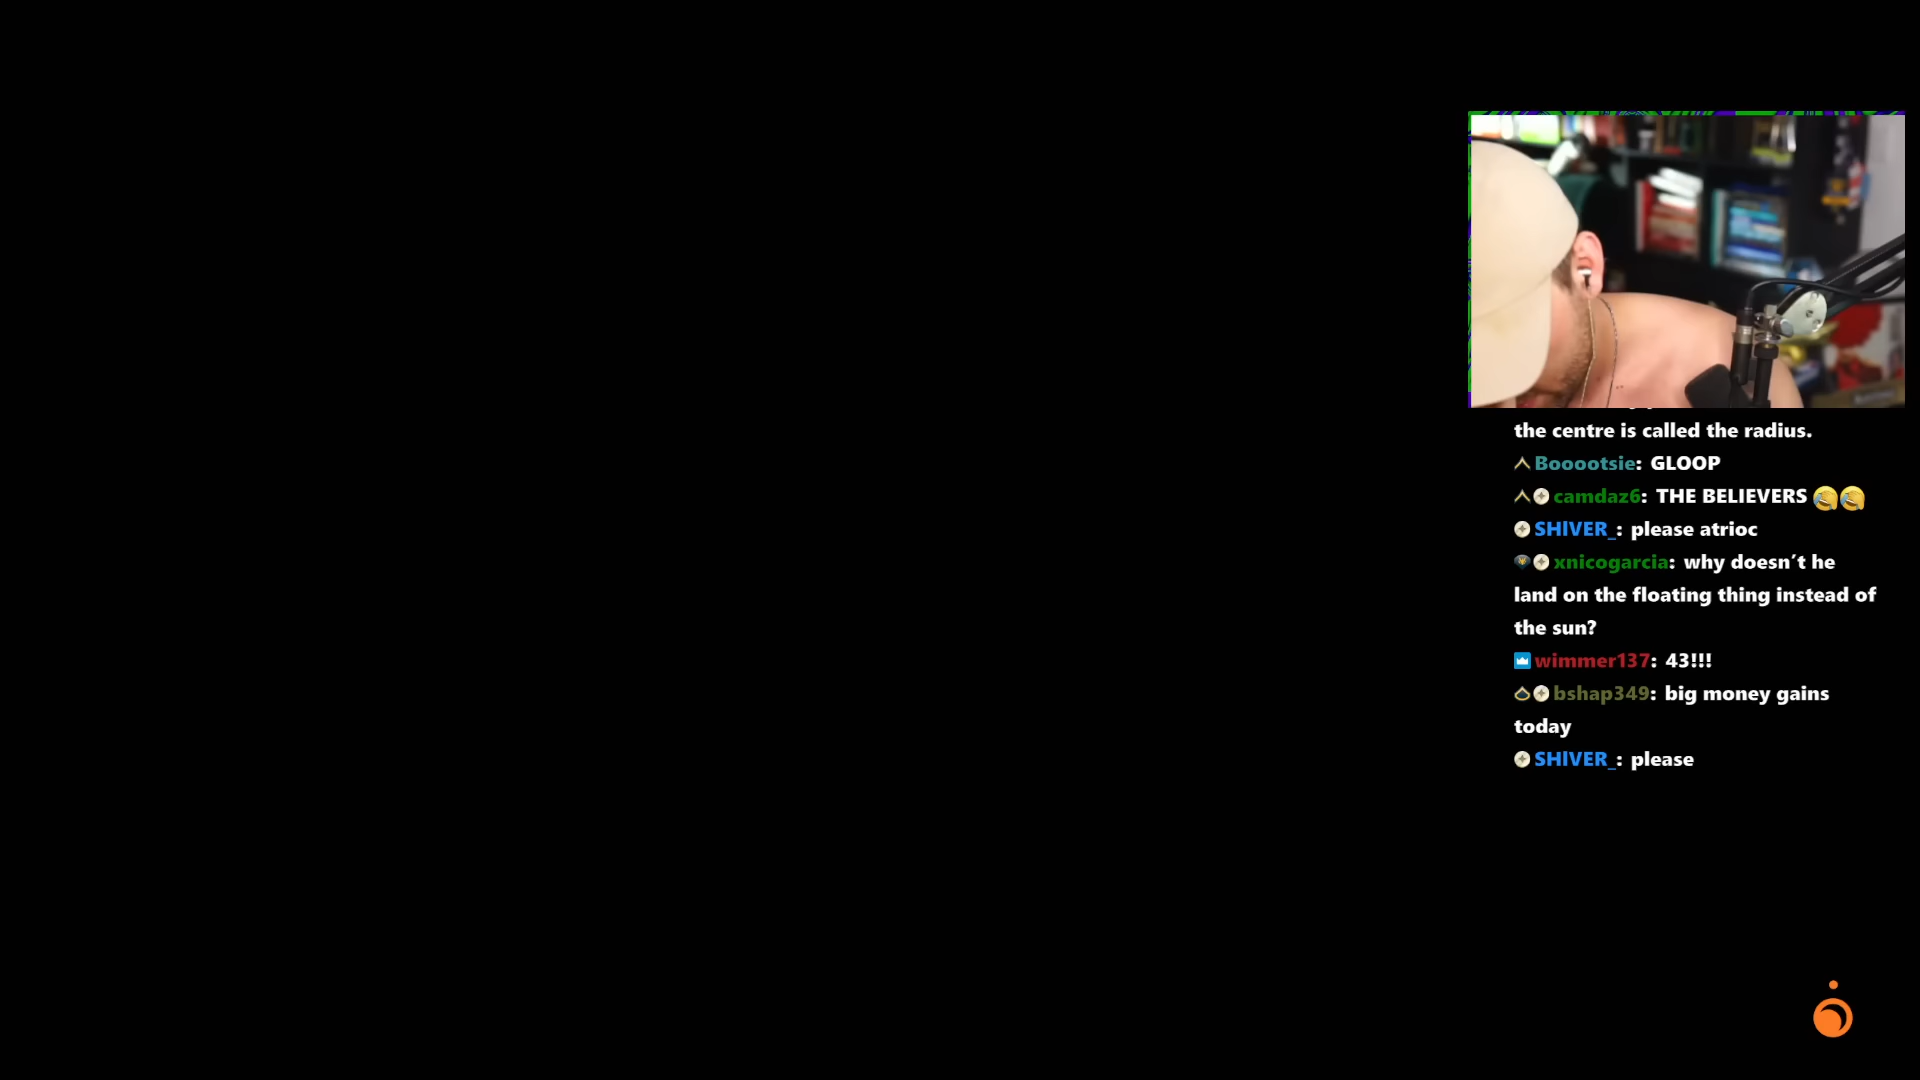 the centre is called the radius.
Booootsie: GLOOP
camdaz6: THE BELIEVERS
SHIVER_: please atrioc
xnicogarcia: why doesn’t he
land on the floating thing instead of
the sun?
wimmer137: 43!!!
bshap349: big money gains
today
SHIVER_: please